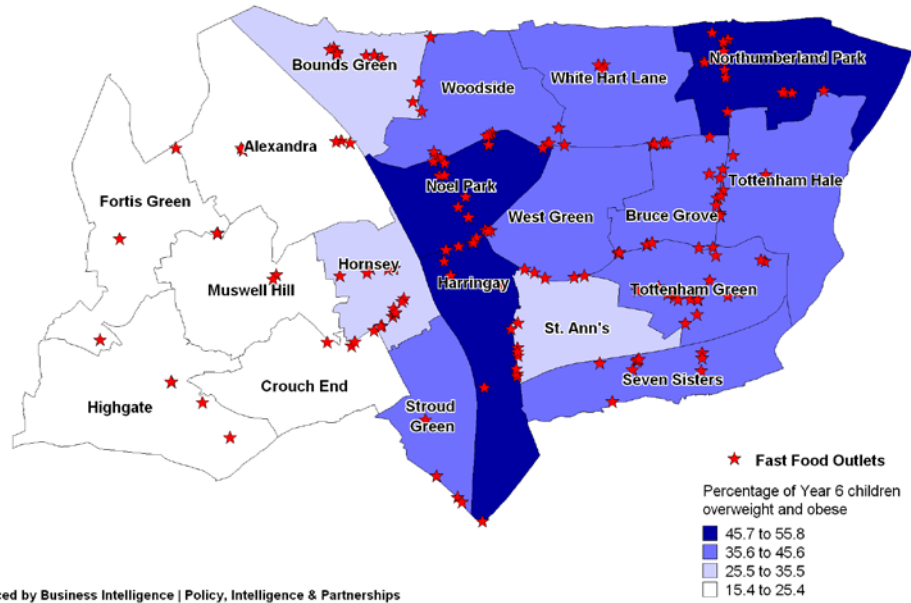 Bounds Green
Woodside
White Hart Lane
Northumberland Park
Alexandra
Noel Park
Tottenham Hale
Fortis Green
West Green
Bruce Grove
Hornsey
Muswell Hill
Harringay
Tottenham Green
St. Ann's
Crouch End
Seven Sisters
Highgate
Stroud
Green
Fast Food Outlets
Percentage of Year 6 children
overweight and obese
45.7 to 55.8
35.6 to 45.6
25.5 to 35.5
15.4 to 25.4
ced by Business Intelligence | Policy, Intelligence & Partnerships